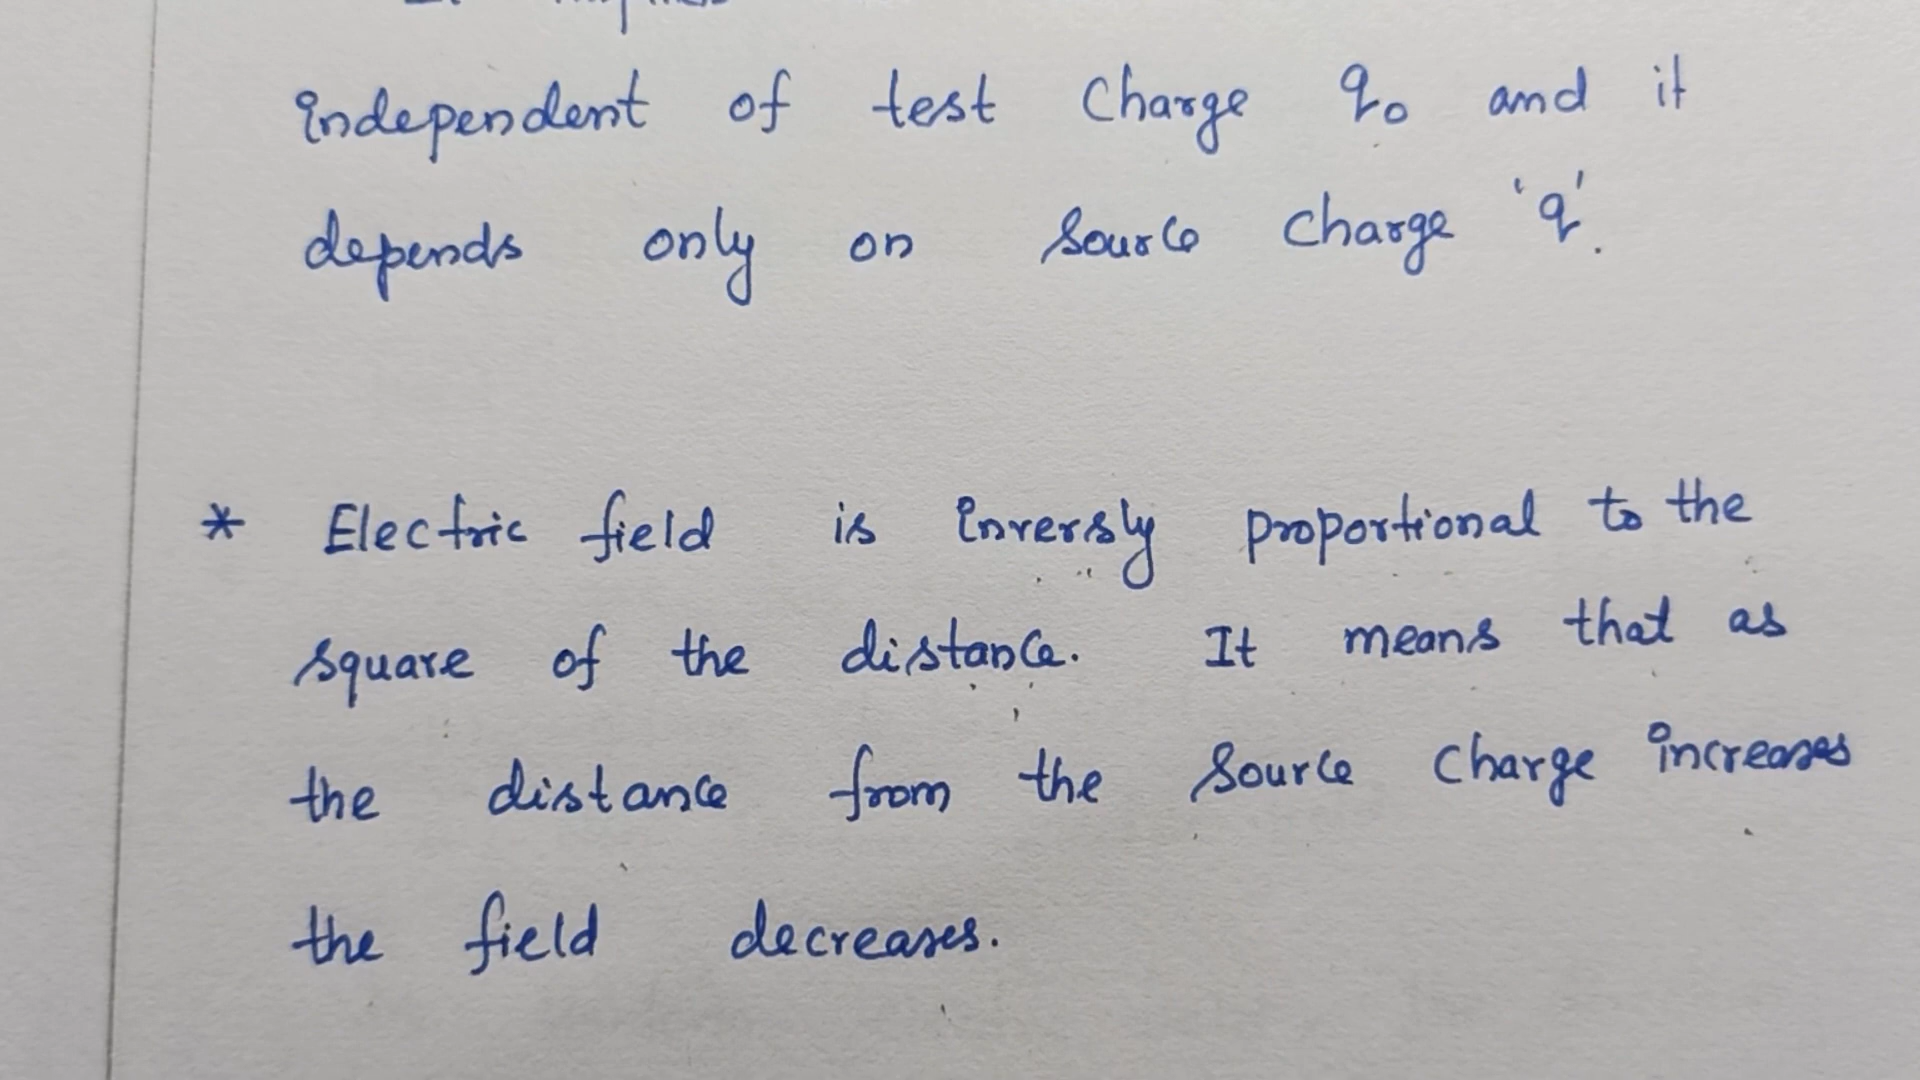 independent of test charge q₀ and it
depends only on source charge 'q'.
* Electric field is inversly proportional to the
square of the distance. It means that as
the distance from the source charge increases
the field decreases.